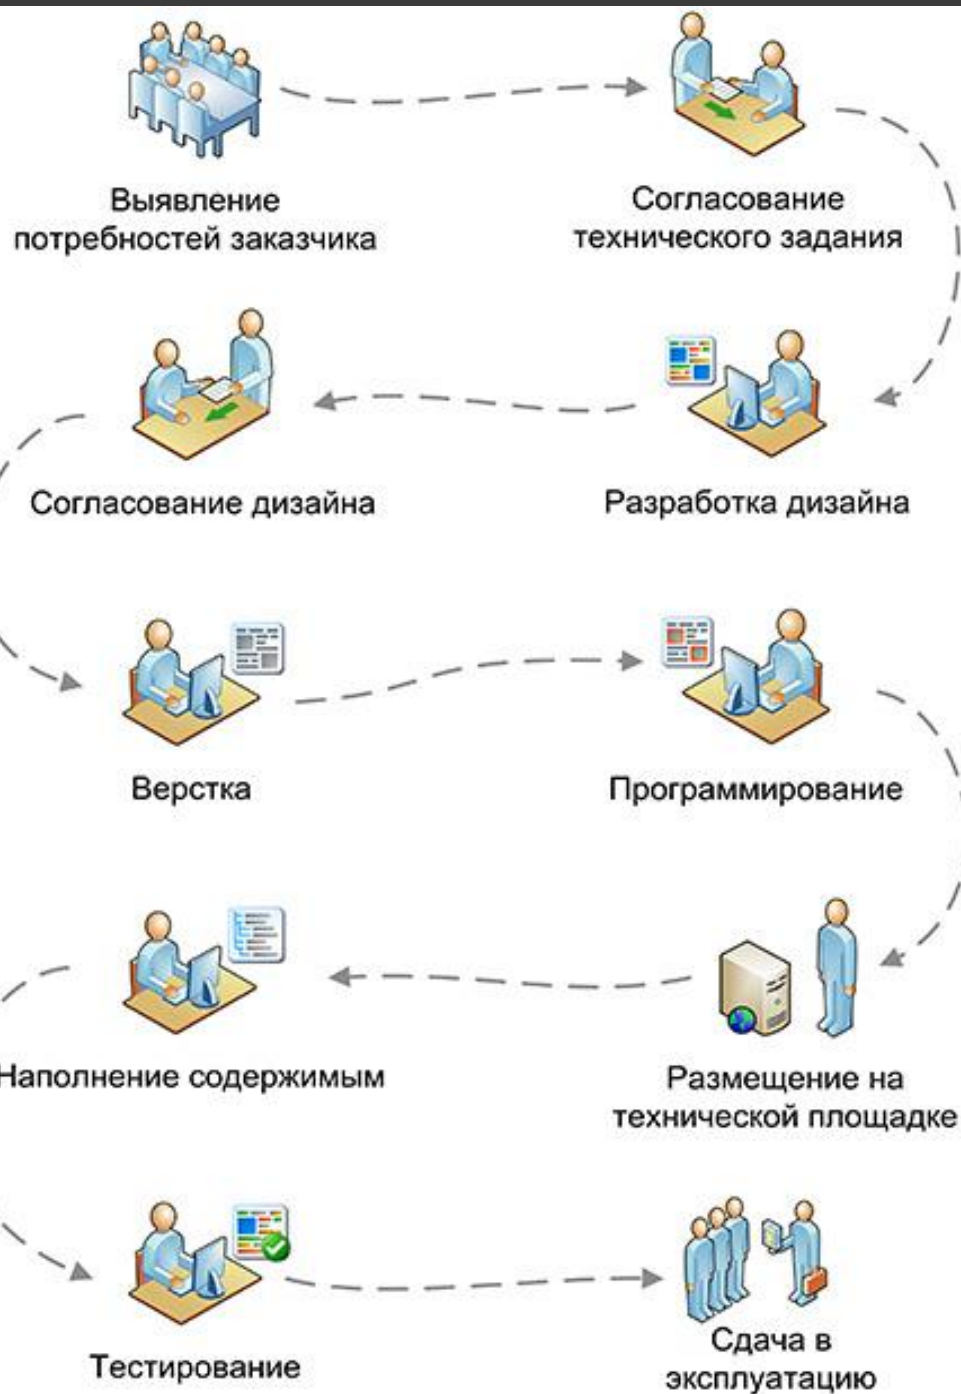 Выявление
потребностей заказчика
Согласование
технического задания
Разработка дизайна
Согласование дизайна
Верстка
Программирование
Размещение на
технической площадке
Наполнение содержимым
Тестирование
Сдача в
эксплуатацию